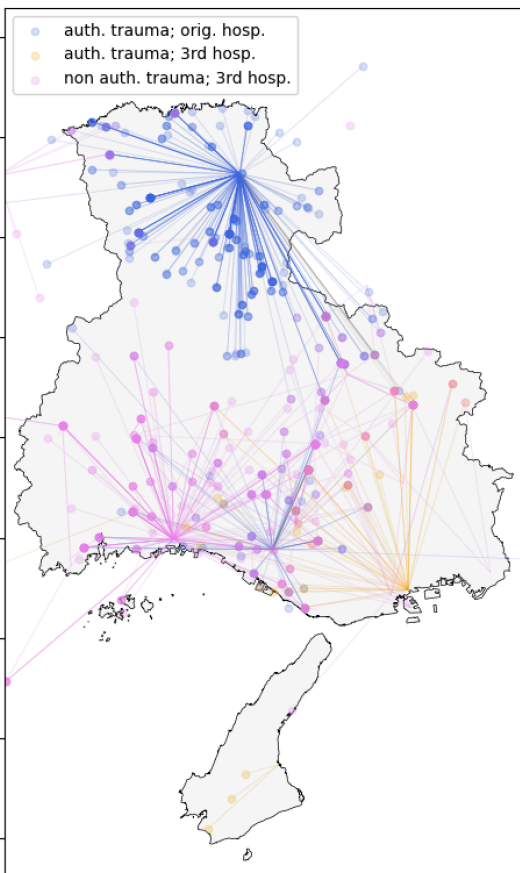 auth. trauma; orig. hosp.
auth. trauma; 3rd hosp.
non auth. trauma; 3rd hosp.